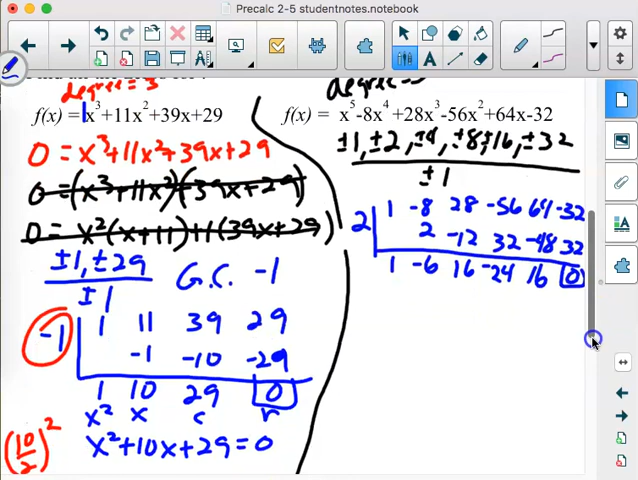 Precalc 2-5 studentnotes.notebook
degree = 3
f(x) = 1x³+11x²+39x+29
0 = x³+11x²+39x+29
0 = (x³+11x²)(39x+29)
0 = x²(x+11)+1(39x+29)
±1, ±29
±1
G.C. -1
-1 1 11 39 29
-1 -10 -29
1 10 29 0
x² x c r
(10/2)²
x²+10x+29=0
degree =
f(x) = x⁵-8x⁴+28x³-56x²+64x-32
±1, ±2, ±4, ±8, ±16, ±32
±1
2 1 -8 28 -56 64 -32
2 -12 32 -48 32
1 -6 16 -24 16 0